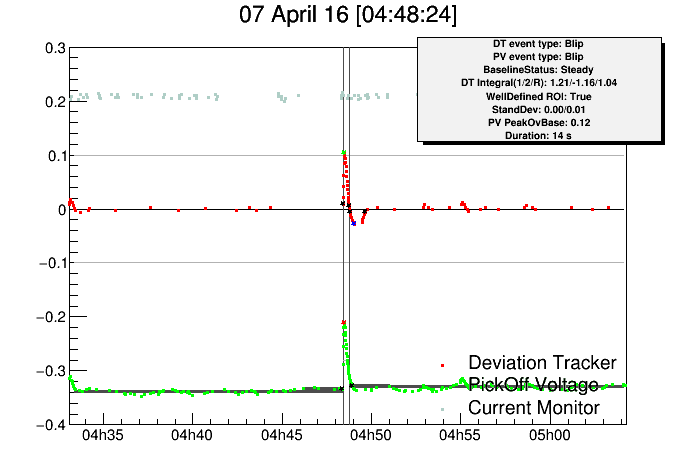 07 April 16 [04:48:24]
DT event type: Blip
PV event type: Blip
BaselineStatus: Steady
DT Integral(1/2/R): 1.21/-1.16/1.04
WellDefined ROI: True
StandDev: 0.00/0.01
PV PeakOvBase: 0.12
Duration: 14 s
0.3
0.2
0.1
0
−0.1
−0.2
−0.3
−0.4
Deviation Tracker
PickOff Voltage
Current Monitor
04h35 04h40 04h45 04h50 04h55 05h00